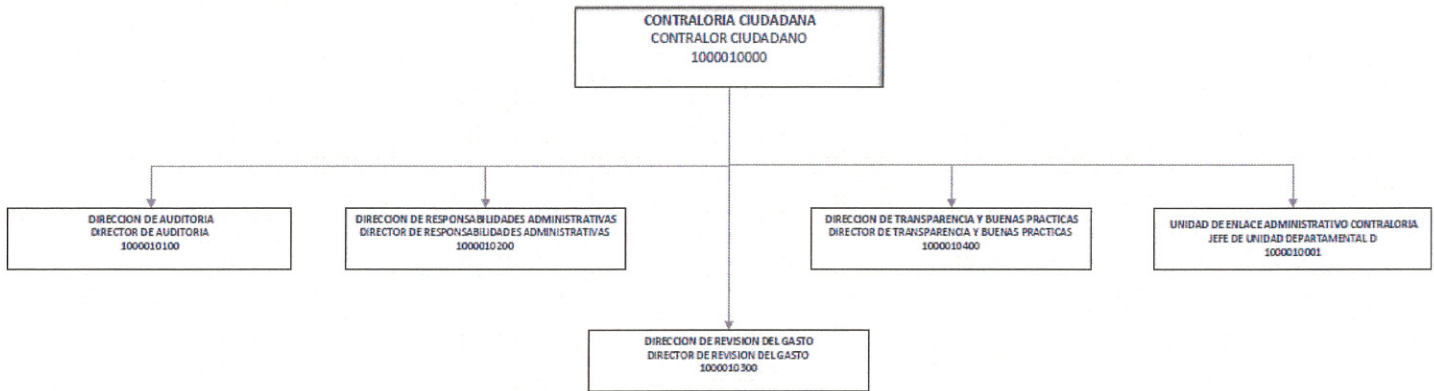 CONTRALORIA CIUDADANA
CONTRALOR CIUDADANO
1000010000
DIRECCION DE AUDITORIA
DIRECTOR DE AUDITORIA
1000010100
DIRECCION DE RESPONSABILIDADES ADMINISTRATIVAS
DIRECTOR DE RESPONSABILIDADES ADMINISTRATIVAS
1000010200
DIRECCION DE TRANSPARENCIA Y BUENAS PRACTICAS
DIRECTOR DE TRANSPARENCIA Y BUENAS PRACTICAS
1000010400
UNIDAD DE ENLACE ADMINISTRATIVO CONTRALORIA
JEFE DE UNIDAD DEPARTAMENTAL D
1000010001
DIRECCION DE REVISION DEL GASTO
DIRECTOR DE REVISION DEL GASTO
1000010300